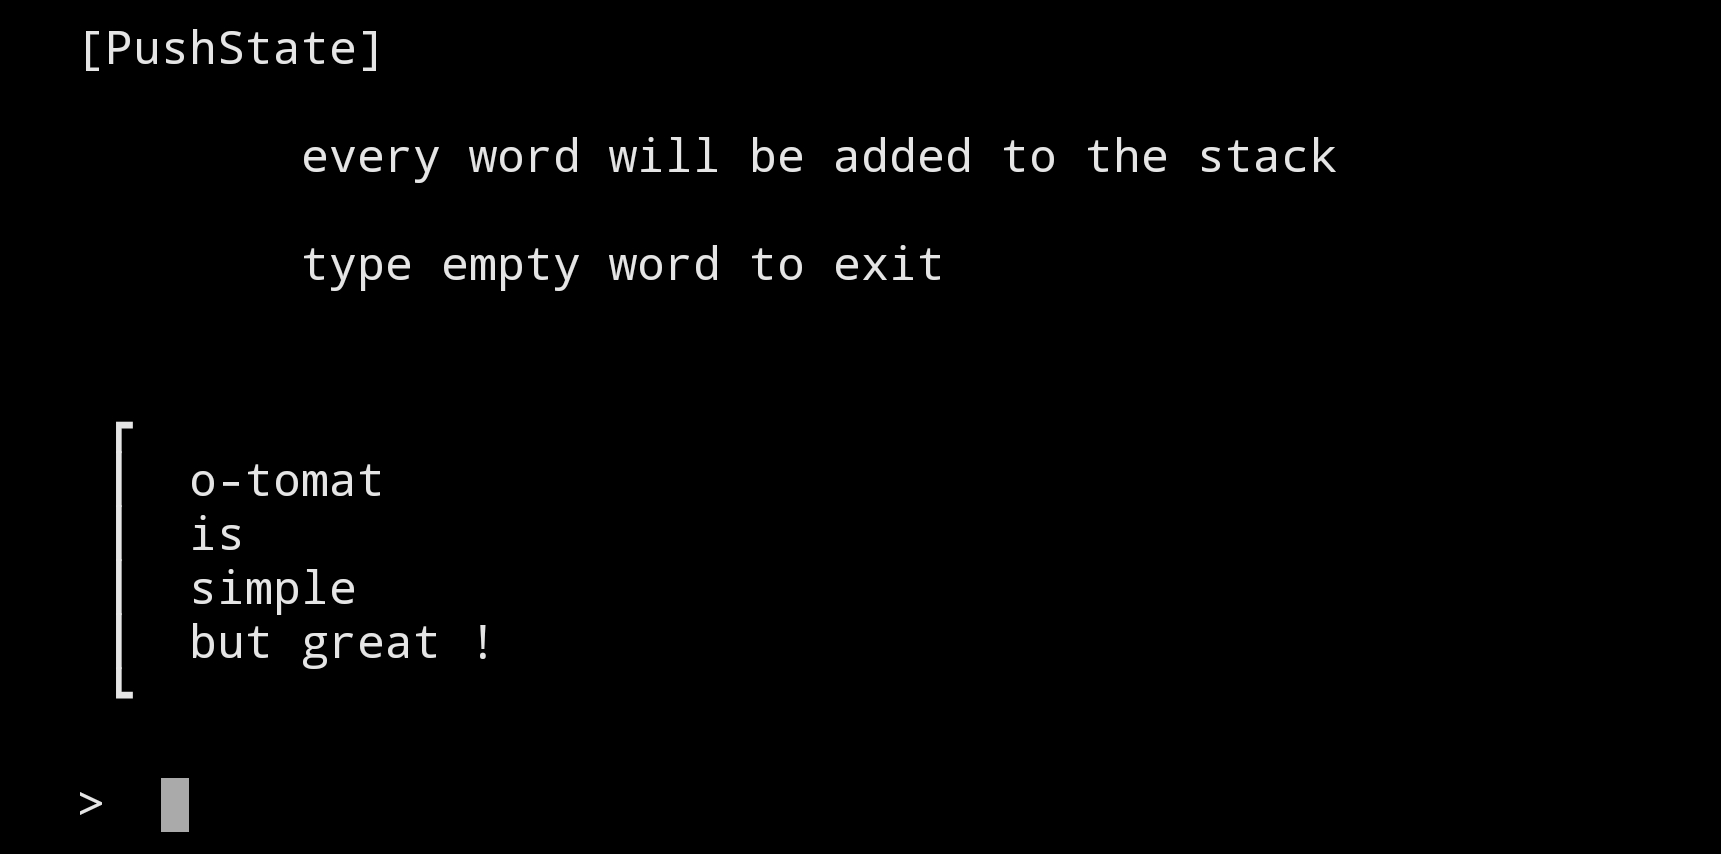 [PushState]
every word will be added to the stack
type empty word to exit
o-tomat
is
simple
but great !
>